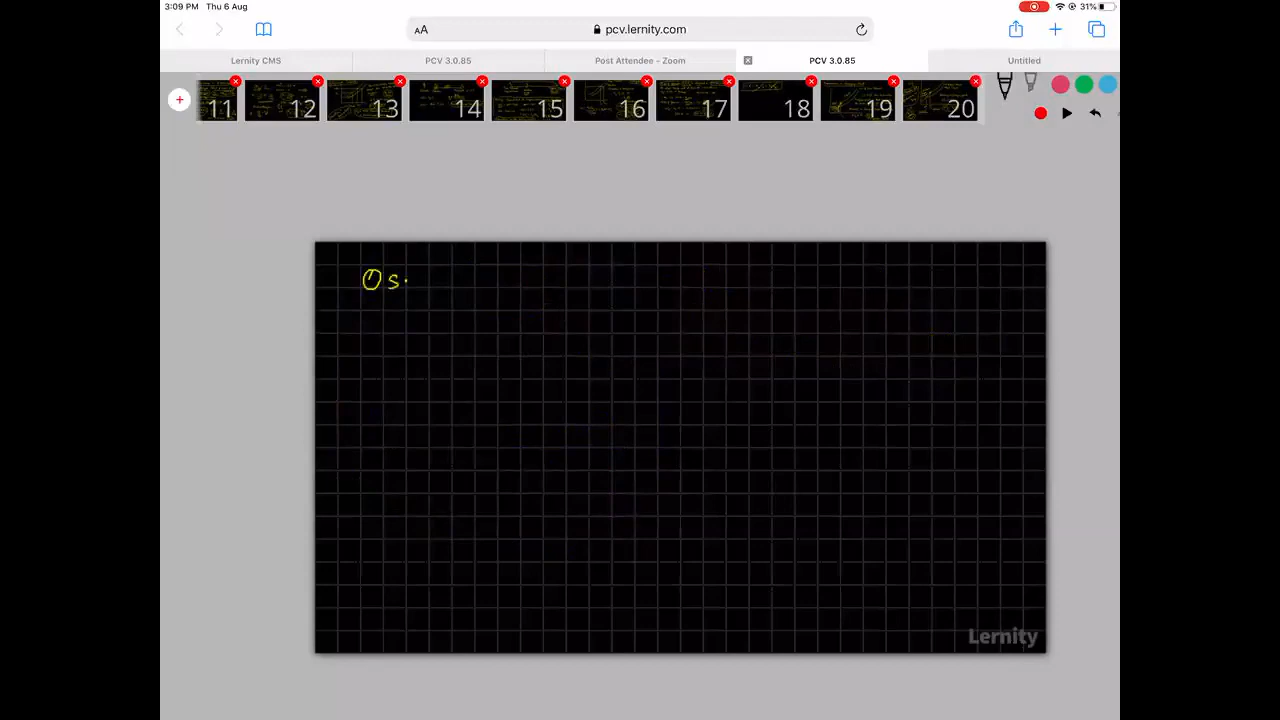 3:09 PM Thu 6 Aug 31%
AA pcv.lernity.com
Lernity CMS PCV 3.0.85 Post Attendee - Zoom PCV 3.0.85 Untitled
11 12 13 14 15 16 17 18 19 20
Os.
Lernity